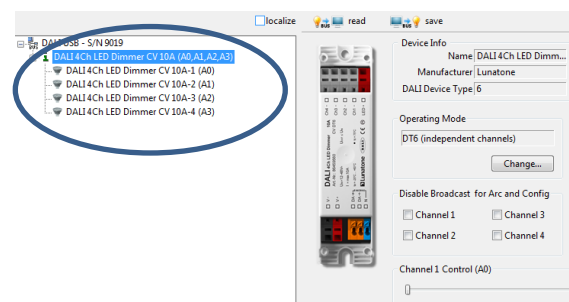 localize
read
save
DALI USB - S/N 9019
DALI 4Ch LED Dimmer CV 10A (A0,A1,A2,A3)
DALI 4Ch LED Dimmer CV 10A-1 (A0)
DALI 4Ch LED Dimmer CV 10A-2 (A1)
DALI 4Ch LED Dimmer CV 10A-3 (A2)
DALI 4Ch LED Dimmer CV 10A-4 (A3)
Device Info
Name DALI 4Ch LED Dimm...
Manufacturer Lunatone
DALI Device Type 6
Operating Mode
DT6 (independent channels)
Change...
Disable Broadcast for Arc and Config
Channel 1
Channel 3
Channel 2
Channel 4
Channel 1 Control (A0)
DALI 4Ch LED Dimmer 10A
Lunatone